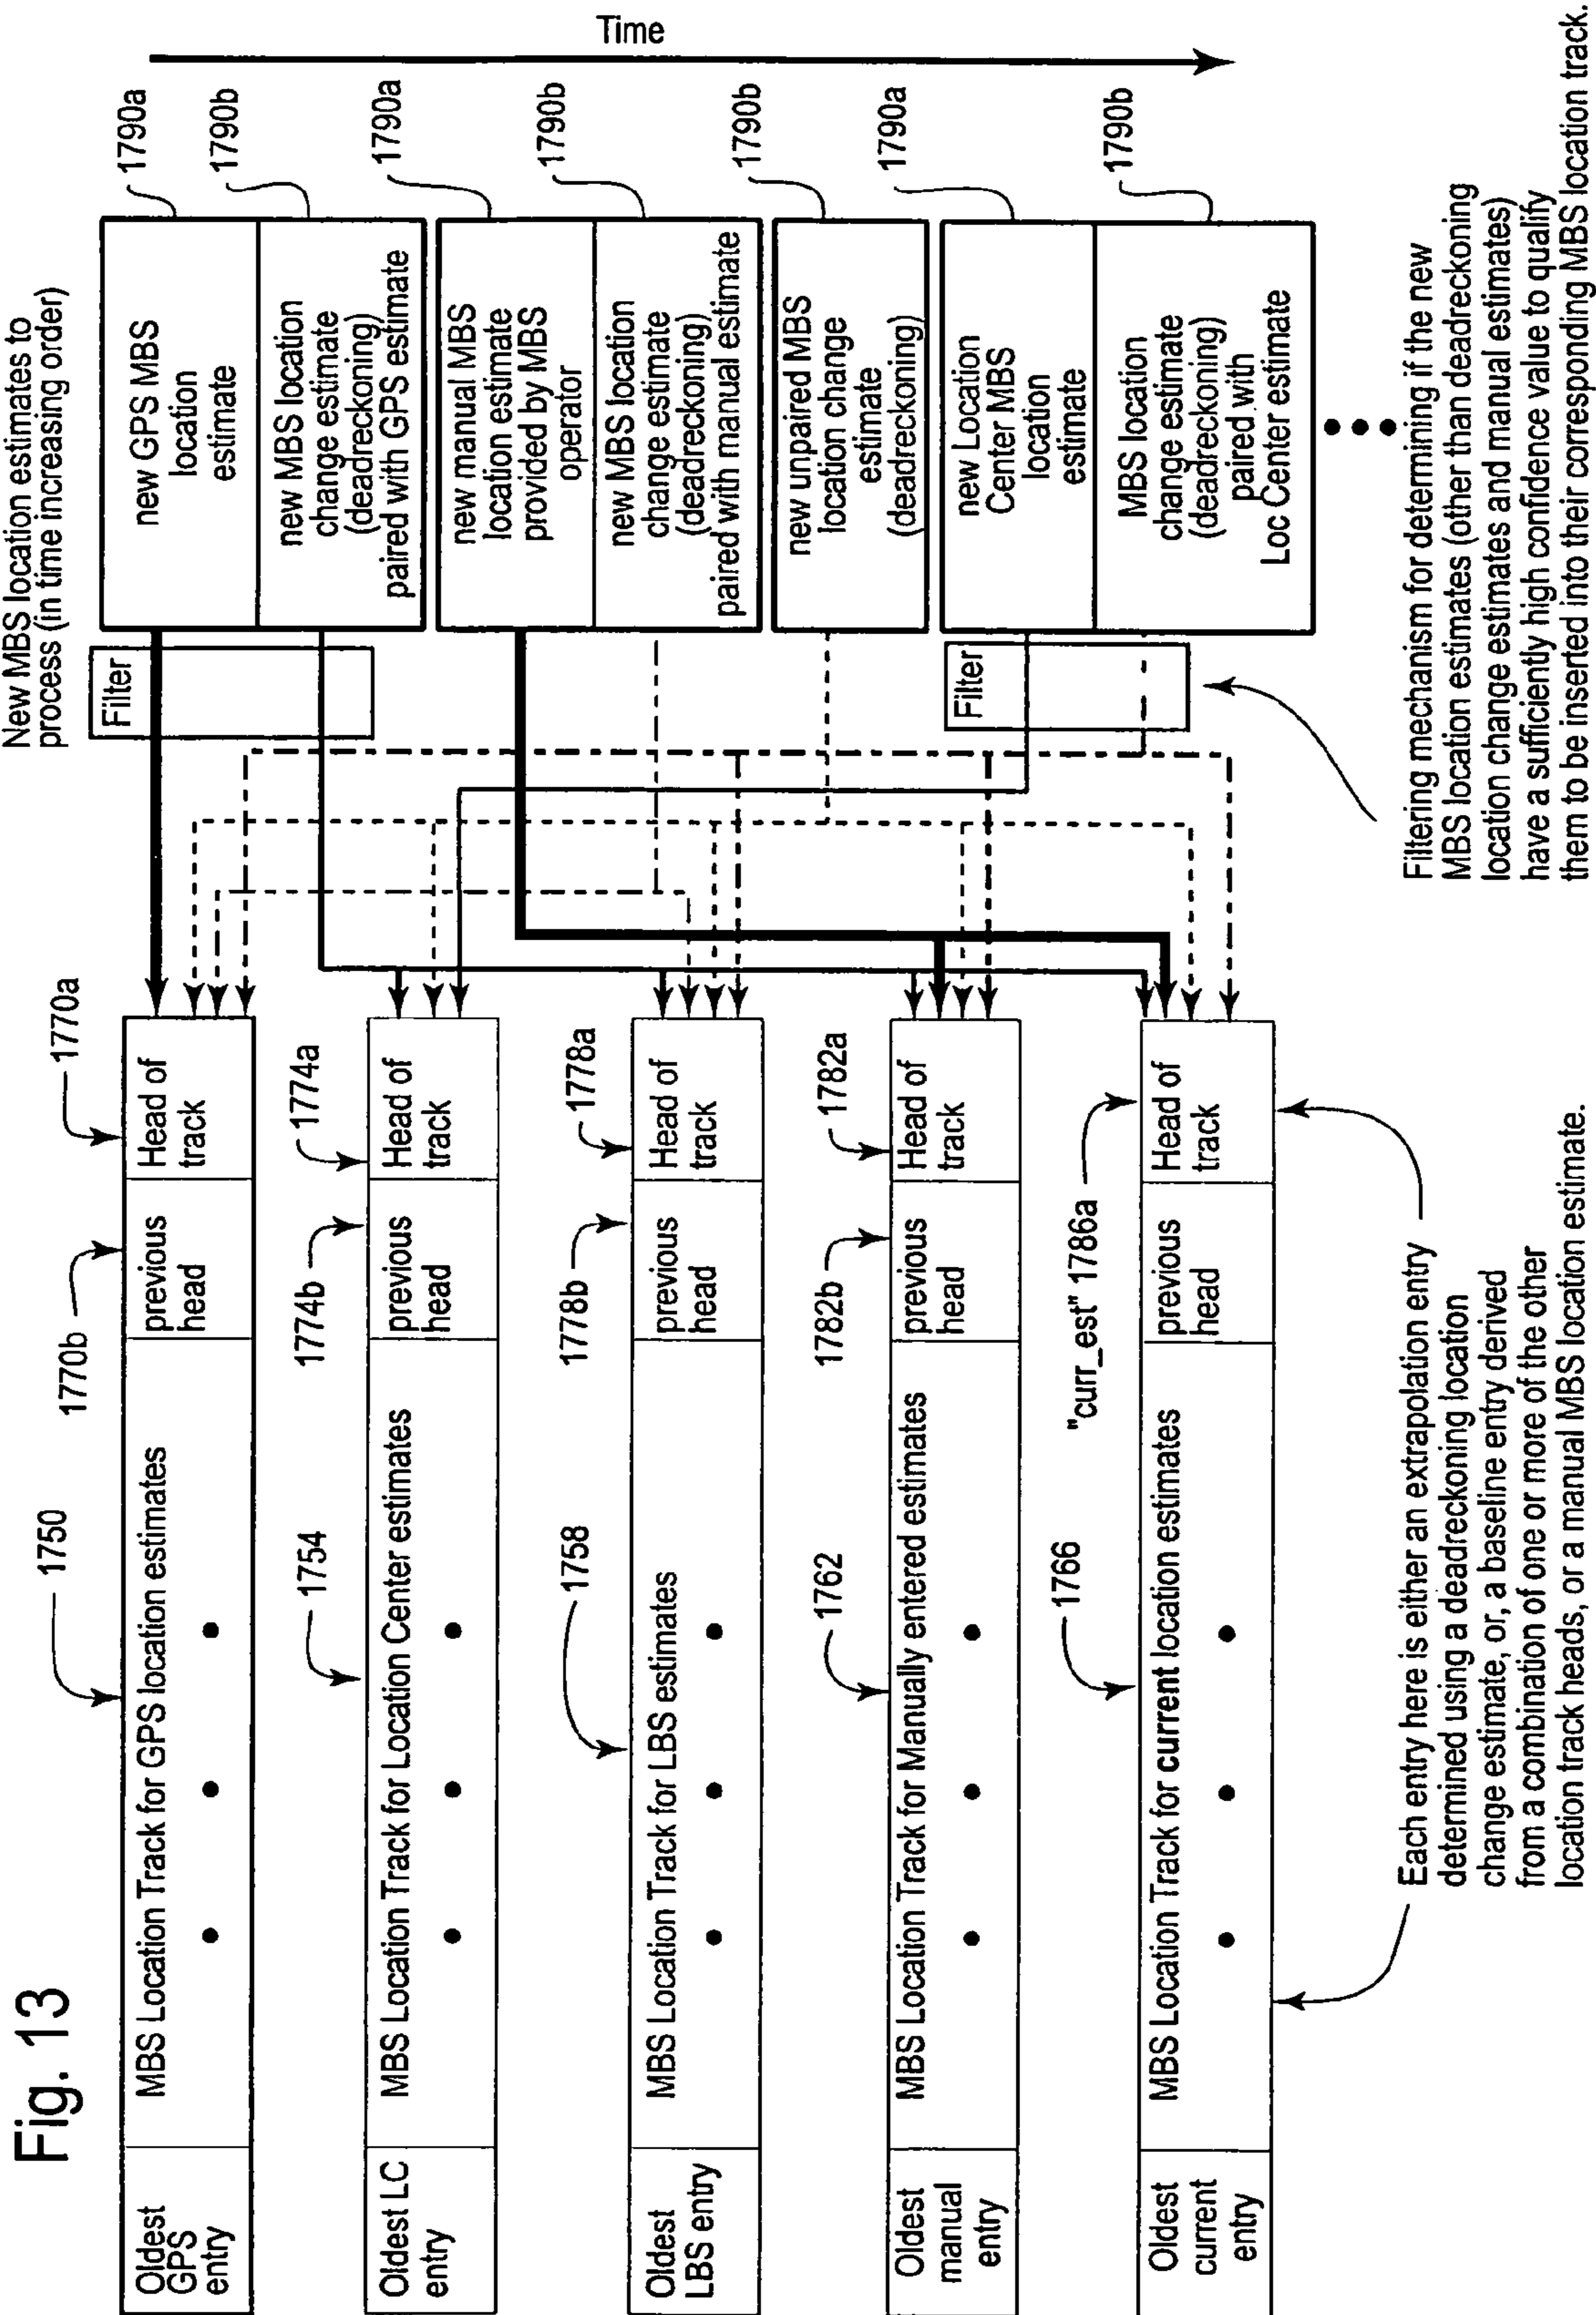 Fig. 13
New MBS location estimates to
process (in time increasing order)
Time
1750
1770b
1770a
Oldest
GPS
entry
MBS Location Track for GPS location estimates
previous
head
Head of
track
Filter
new GPS MBS
location
estimate
1790a
new MBS location
change estimate
(deadreckoning)
paired with GPS estimate
1790b
1754
1774b
1774a
Oldest LC
entry
MBS Location Track for Location Center estimates
previous
head
Head of
track
new manual MBS
location estimate
provided by MBS
operator
1790a
new MBS location
change estimate
(deadreckoning)
paired with manual estimate
1790b
1758
1778b
1778a
Oldest
LBS entry
MBS Location Track for LBS estimates
previous
head
Head of
track
new unpaired MBS
location change
estimate
(deadreckoning)
1790b
1762
1782b
1782a
Oldest
manual
entry
MBS Location Track for Manually entered estimates
previous
head
Head of
track
Filter
new Location
Center MBS
location
estimate
1790a
MBS location
change estimate
(deadreckoning)
paired with
Loc Center estimate
1790b
1766
"curr_est" 1786a
Oldest
current
entry
MBS Location Track for current location estimates
previous
head
Head of
track
Each entry here is either an extrapolation entry
determined using a deadreckoning location
change estimate, or, a baseline entry derived
from a combination of one or more of the other
location track heads, or a manual MBS location estimate.
Filtering mechanism for determining if the new
MBS location estimates (other than deadreckoning
location change estimates and manual estimates)
have a sufficiently high confidence value to qualify
them to be inserted into their corresponding MBS location track.